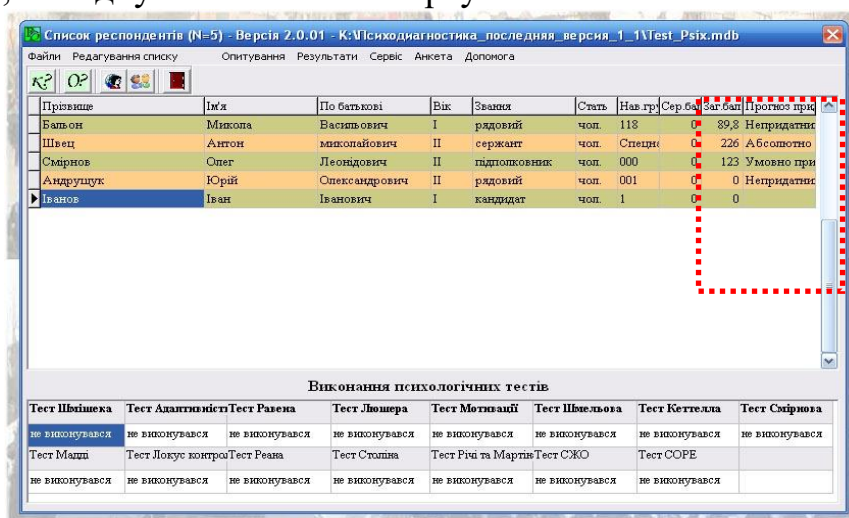 Список респондентів (N=5) - Версія 2.0.01 - K:\Психодиагностика_последняя_версия_1_1\Test_Psix.mdb
Файли Редагування списку Опитування Результати Сервіс Анкета Допомога
К? О?
Прізвище Ім'я По батькові Вік Звання Стать Нав.гру Сер.бал Заг.бал Прогноз при
Бальон Микола Васильович I рядовий чол. 118 0 89,8 Непридатни
Швец Антон миколайович II сержант чол. Спецна 0 226 Абсолютно
Смірнов Олег Леонідович II підполковник чол. 000 0 123 Умовно при
Андрущук Юрій Олександрович II рядовий чол. 001 0 0 Непридатни
Іванов Іван Іванович I кандидат чол. 1 0 0
Виконання психологічних тестів
Тест Шмішека Тест Адаптивністі Тест Равена Тест Люшера Тест Мотивації Тест Шмельова Тест Кеттелла Тест Смірнова
не виконувався не виконувався не виконувався не виконувався не виконувався не виконувався не виконувався не виконувався
Тест Мадді Тест Локус контрол Тест Реана Тест Століна Тест Річі та Мартін Тест СЖО Тест COPE
не виконувався не виконувався не виконувався не виконувався не виконувався не виконувався не виконувався